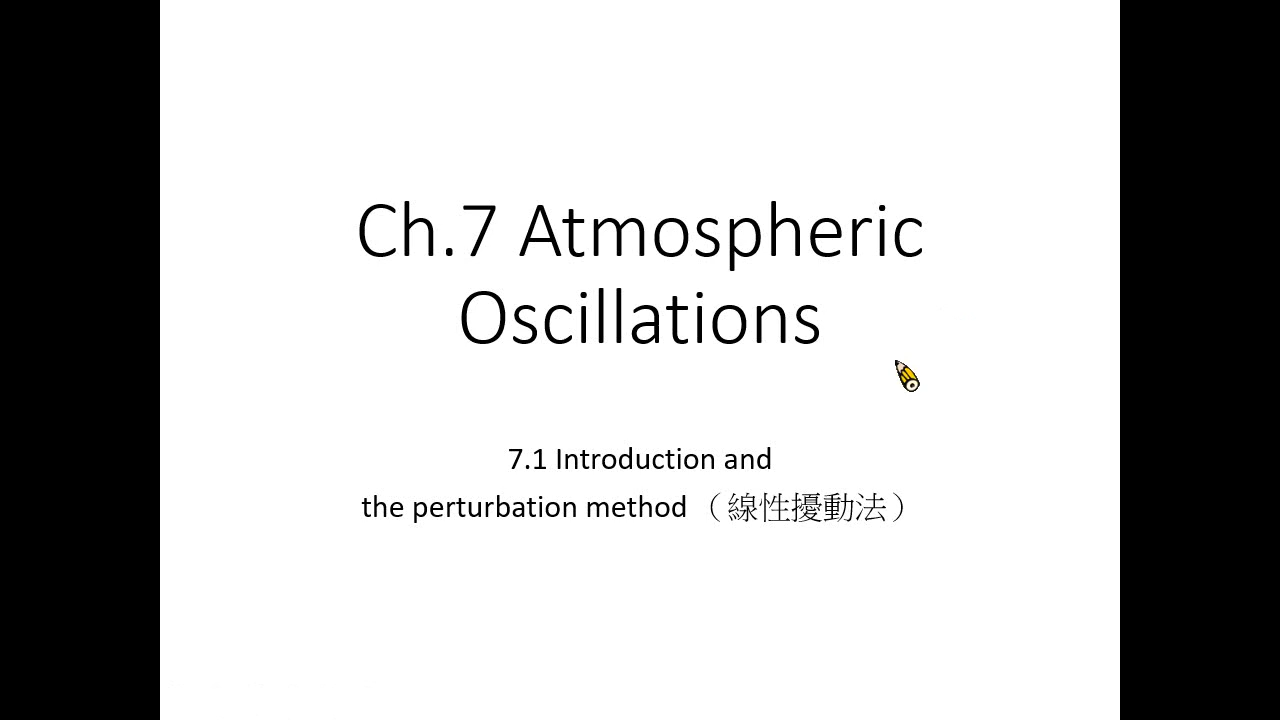 Ch.7 Atmospheric
Oscillations
7.1 Introduction and
the perturbation method（線性擾動法）